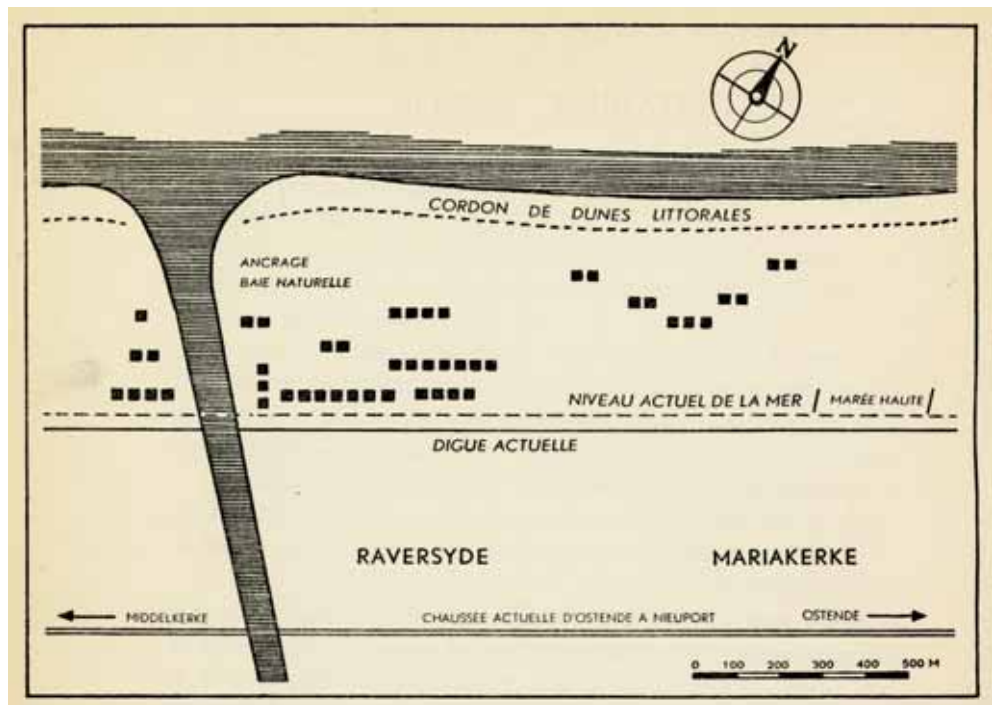 N
CORDON DE DUNES LITTORALES
ANCRAGE
BAIE NATURELLE
NIVEAU ACTUEL DE LA MER / MARÉE HAUTE /
DIGUE ACTUELLE
RAVERSYDE MARIAKERKE
MIDDELKERKE CHAUSSÉE ACTUELLE D'OSTENDE A NIEUPORT OSTENDE
0 100 200 300 400 500 M